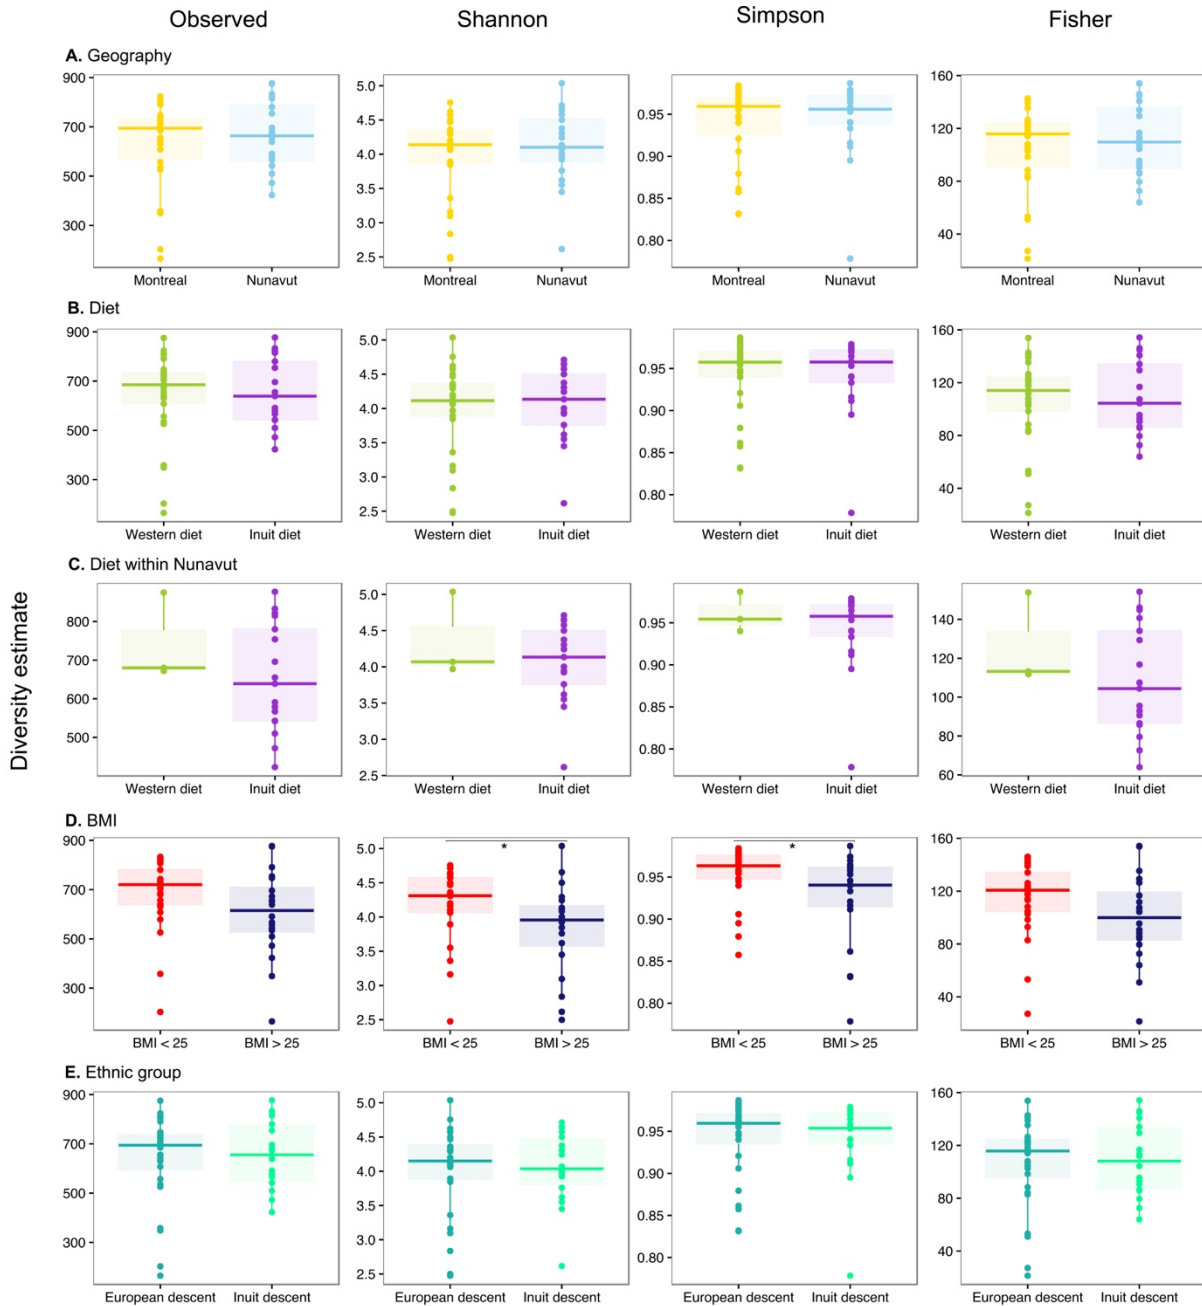 Observed Shannon Simpson Fisher
Diversity estimate
A. Geography
900 700 500 300
5.0 4.5 4.0 3.5 3.0 2.5
0.95 0.90 0.85 0.80
160 120 80 40
Montreal Nunavut Montreal Nunavut Montreal Nunavut Montreal Nunavut
B. Diet
900 700 500 300
5.0 4.5 4.0 3.5 3.0 2.5
0.95 0.90 0.85 0.80
160 120 80 40
Western diet Inuit diet Western diet Inuit diet Western diet Inuit diet Western diet Inuit diet
C. Diet within Nunavut
800 700 600 500
5.0 4.5 4.0 3.5 3.0 2.5
0.95 0.90 0.85 0.80
140 120 100 80 60
Western diet Inuit diet Western diet Inuit diet Western diet Inuit diet Western diet Inuit diet
D. BMI
* *
900 700 500 300
5.0 4.5 4.0 3.5 3.0 2.5
0.95 0.90 0.85 0.80
160 120 80 40
BMI < 25 BMI > 25 BMI < 25 BMI > 25 BMI < 25 BMI > 25 BMI < 25 BMI > 25
E. Ethnic group
900 700 500 300
5.0 4.5 4.0 3.5 3.0 2.5
0.95 0.90 0.85 0.80
160 120 80 40
European descent Inuit descent European descent Inuit descent European descent Inuit descent European descent Inuit descent